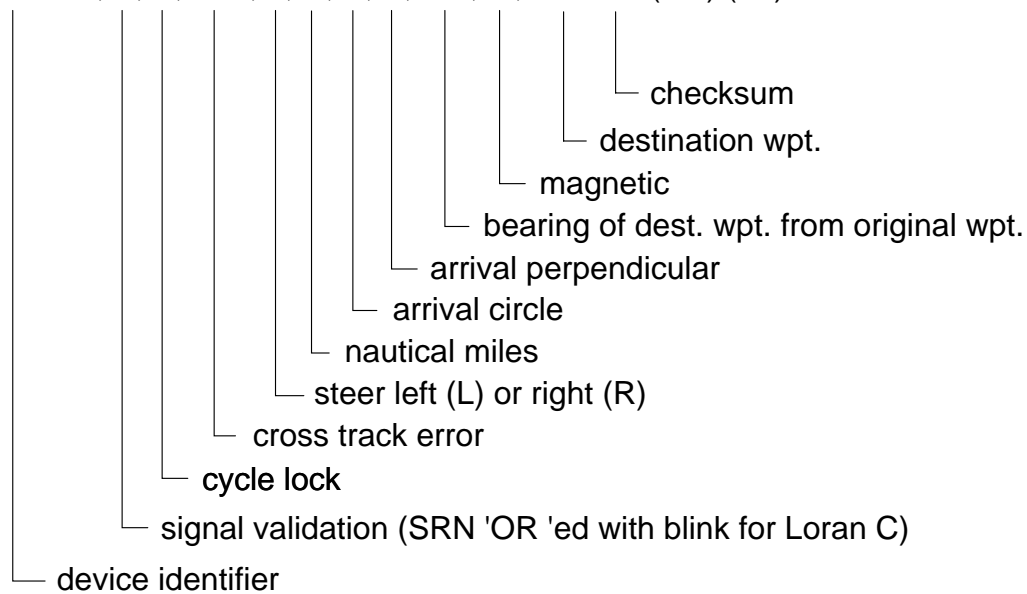 checksum
destination wpt.
magnetic
bearing of dest. wpt. from original wpt.
arrival perpendicular
arrival circle
nautical miles
steer left (L) or right (R)
cross track error
cycle lock
signal validation (SRN 'OR 'ed with blink for Loran C)
device identifier